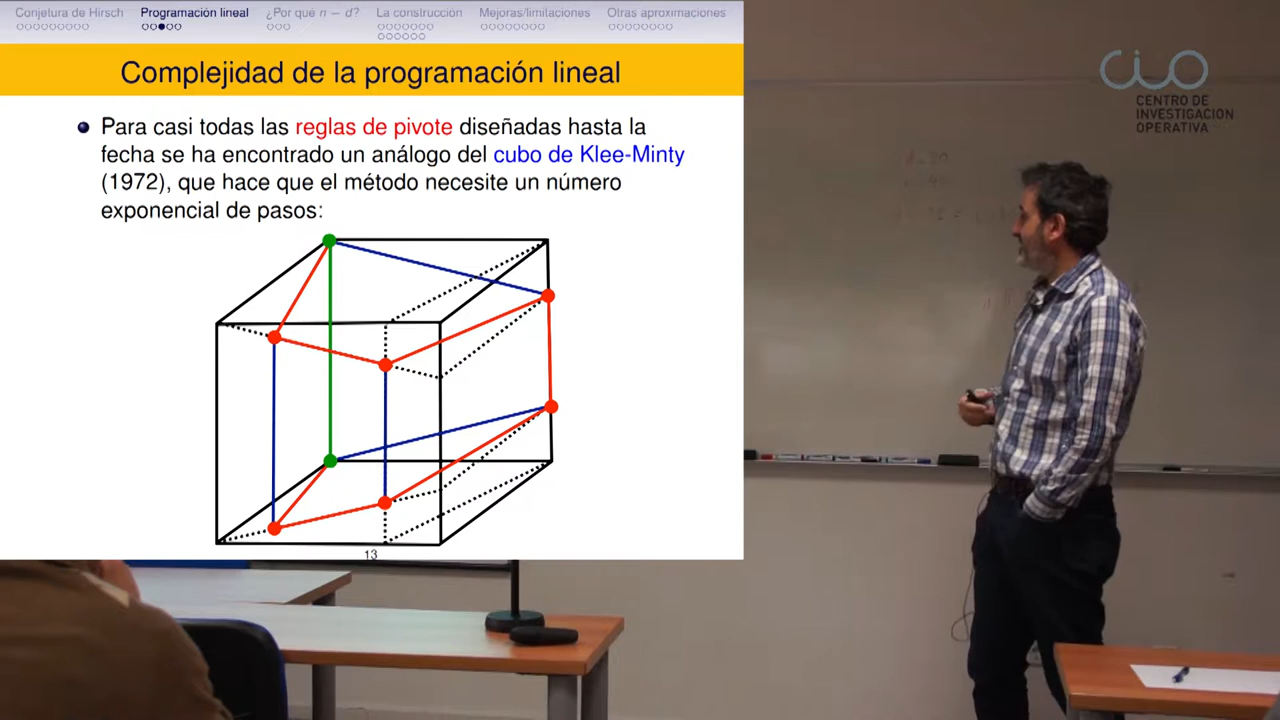 Conjetura de Hirsch Programación lineal ¿Por qué n − d? La construcción Mejoras/limitaciones Otras aproximaciones
Complejidad de la programación lineal
Para casi todas las reglas de pivote diseñadas hasta la
fecha se ha encontrado un análogo del cubo de Klee-Minty
(1972), que hace que el método necesite un número
exponencial de pasos:
13
CIO
CENTRO DE
INVESTIGACIÓN
OPERATIVA